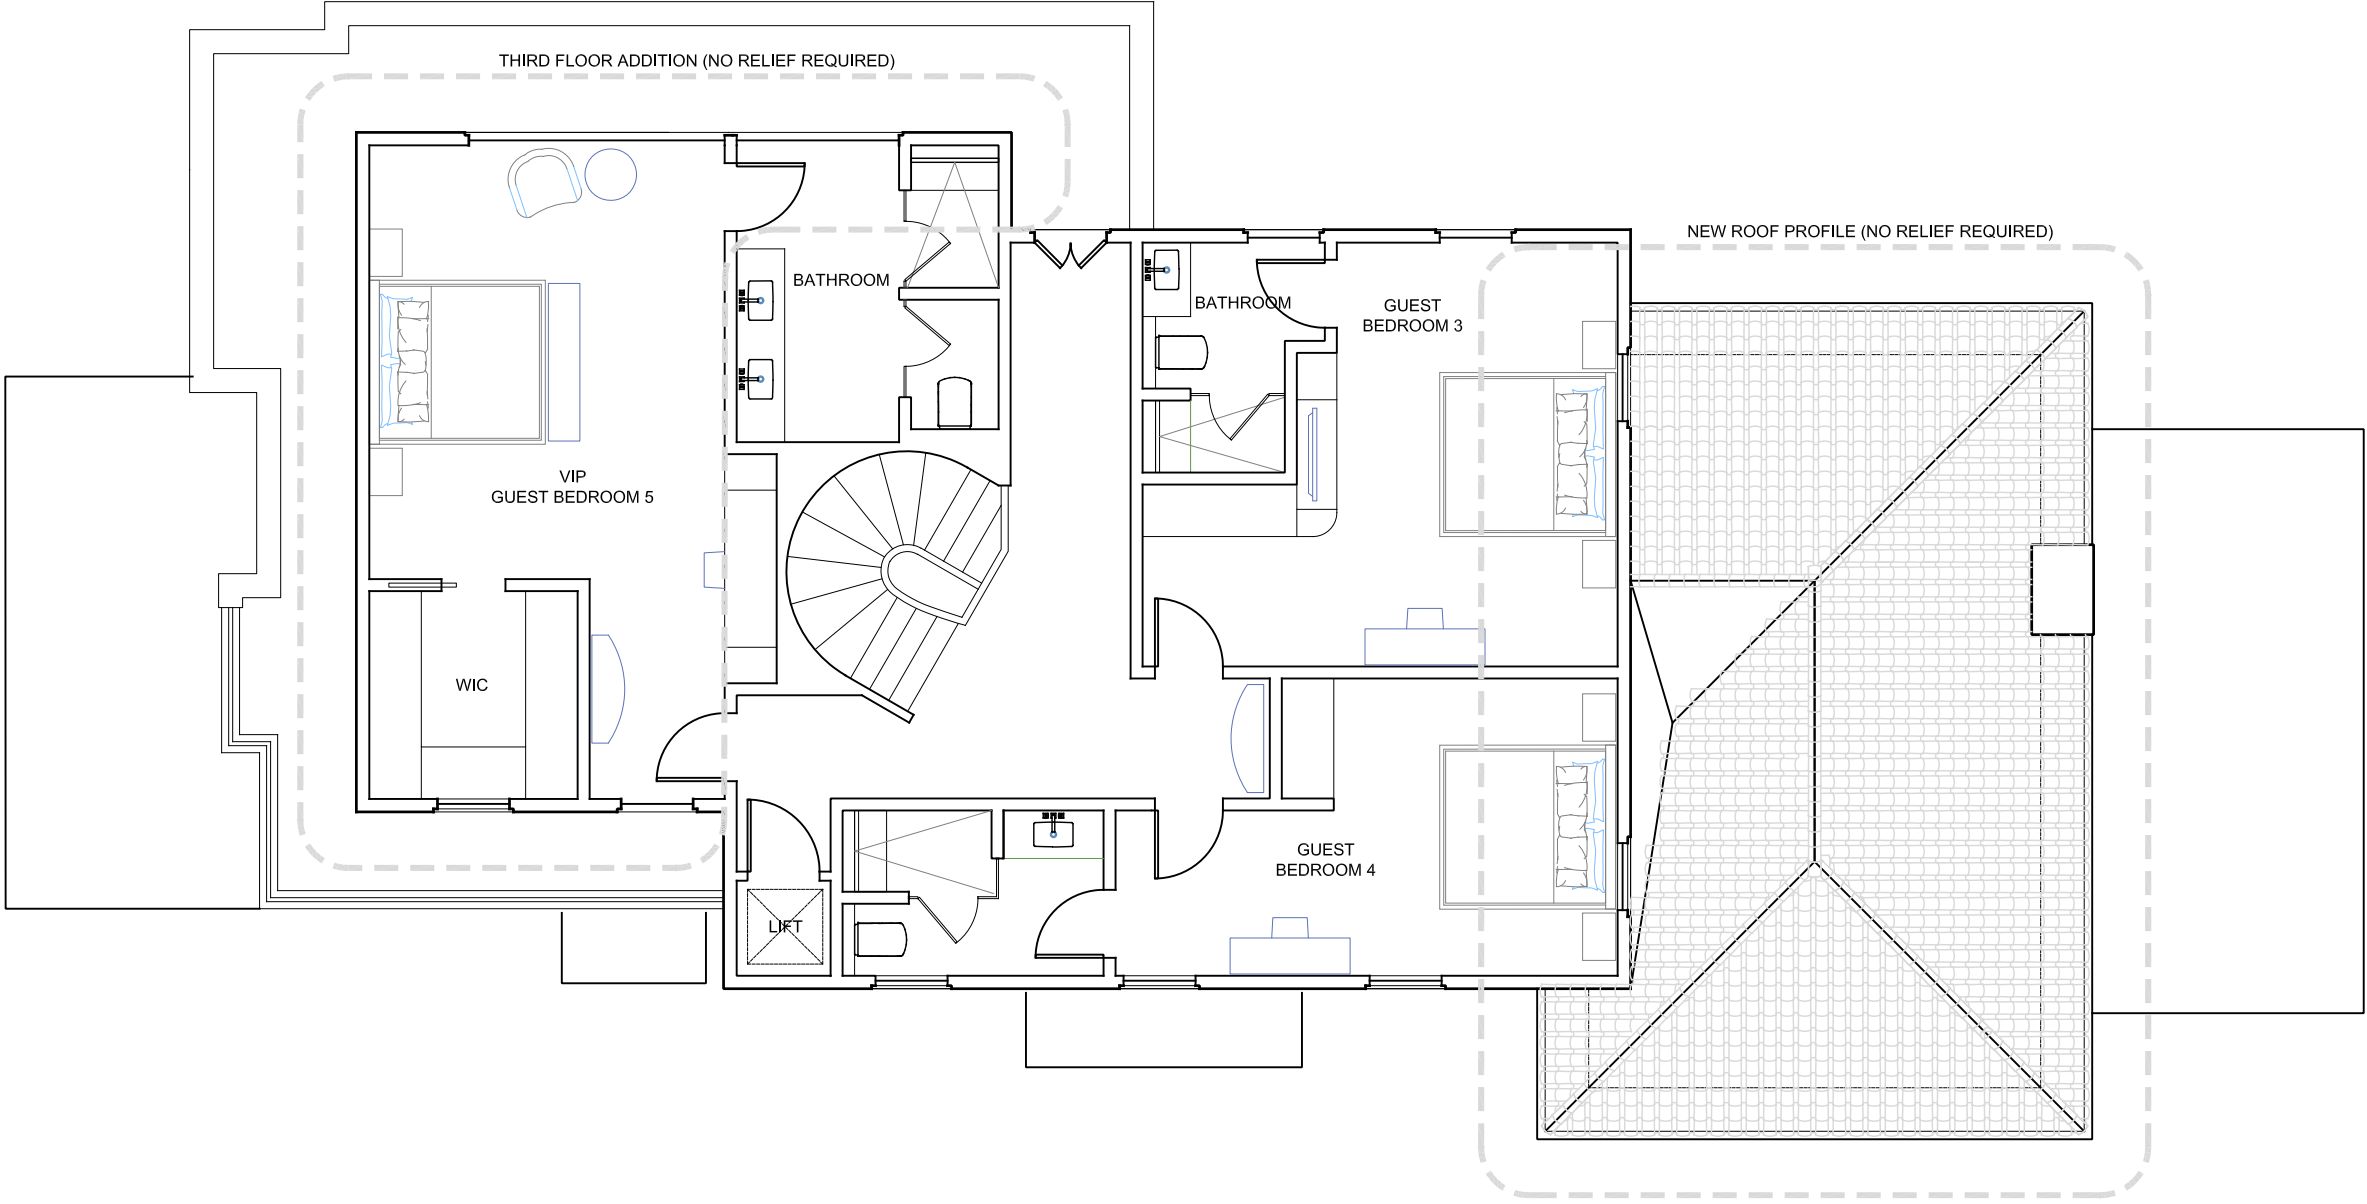 THIRD FLOOR ADDITION (NO RELIEF REQUIRED)
NEW ROOF PROFILE (NO RELIEF REQUIRED)
BATHROOM
BATHROOM
GUEST
BEDROOM 3
VIP
GUEST BEDROOM 5
WIC
GUEST
BEDROOM 4
LIFT